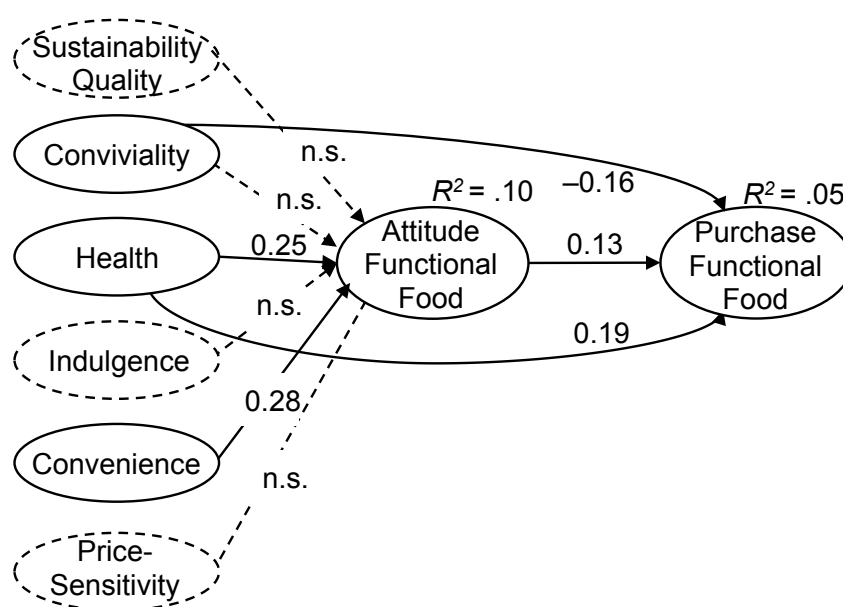 Sustainability
Quality
Conviviality
n.s.
n.s.
R² = .10
–0.16
R² = .05
Health
0.25
Attitude
Functional
Food
0.13
Purchase
Functional
Food
n.s.
Indulgence
0.19
0.28
Convenience
n.s.
Price-
Sensitivity